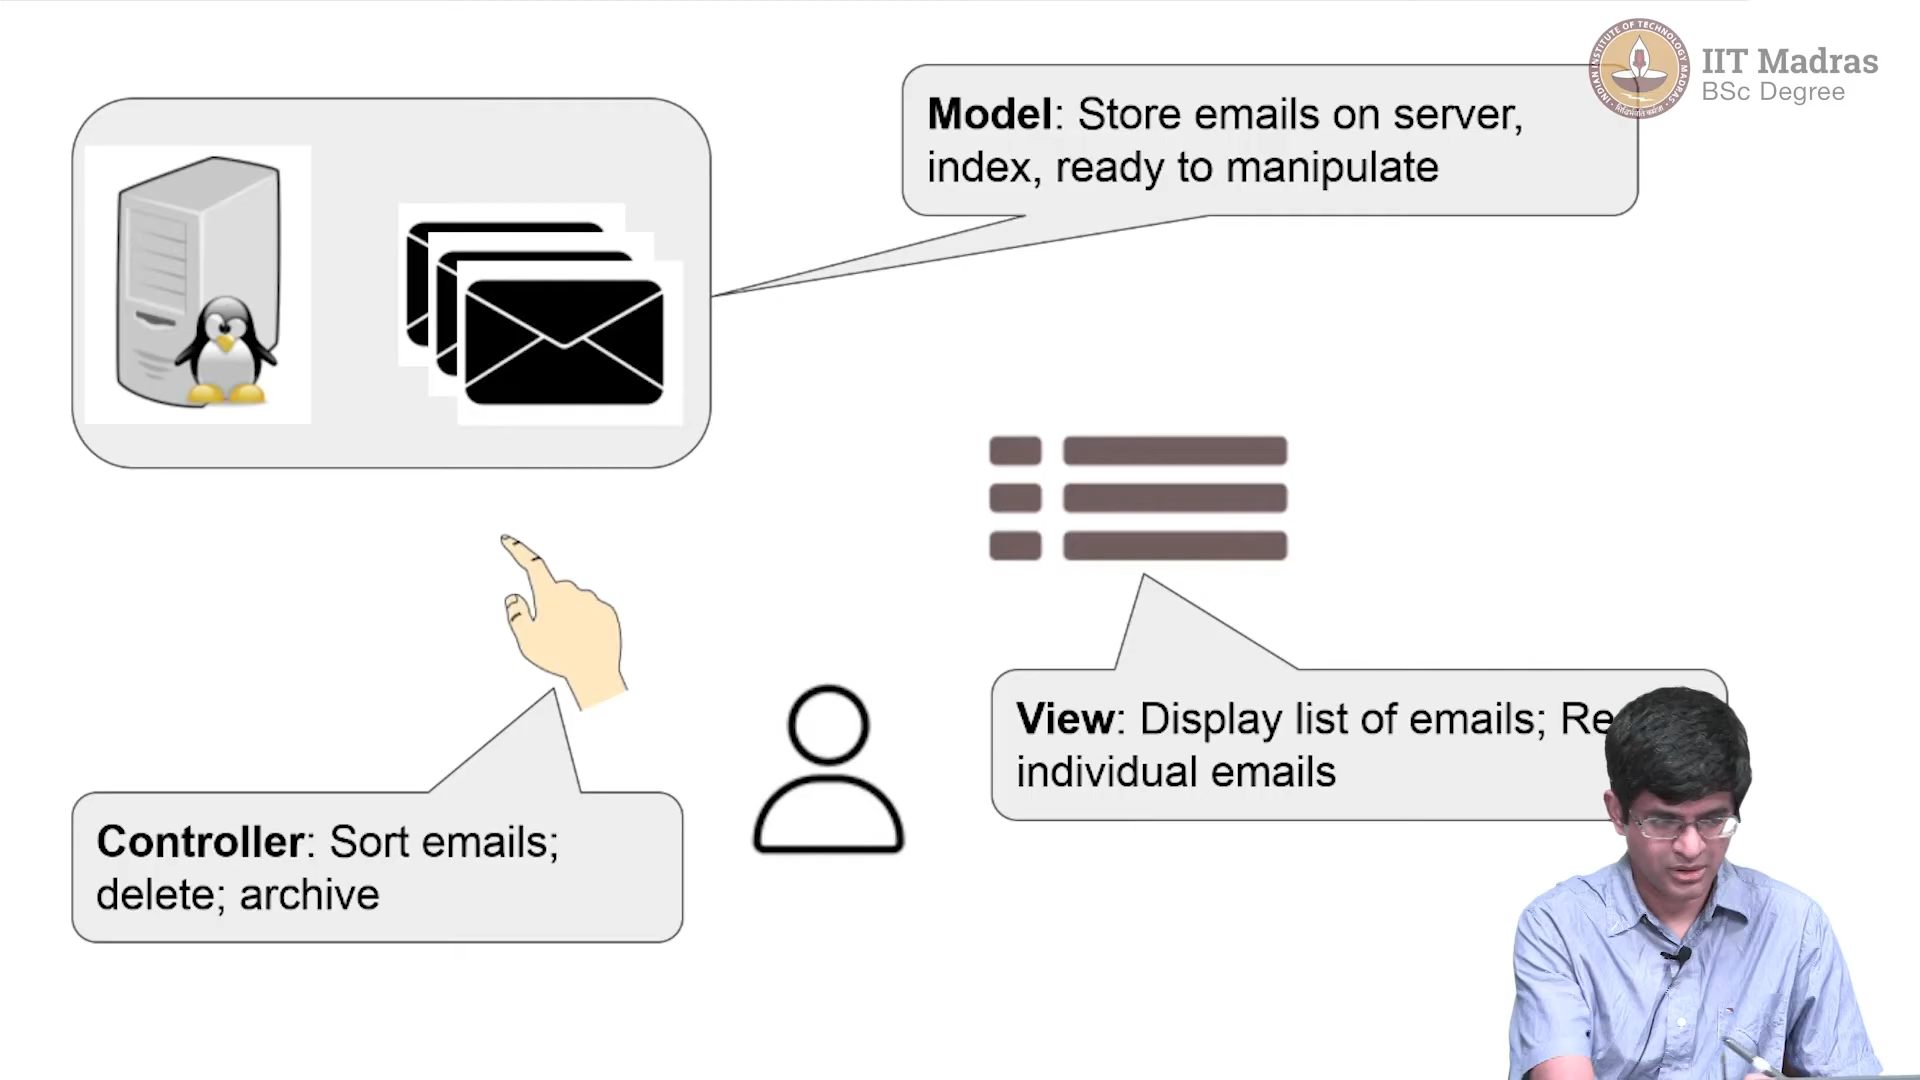 IIT Madras
BSc Degree
Model: Store emails on server,
index, ready to manipulate
View: Display list of emails;
individual emails
Controller: Sort emails;
delete; archive